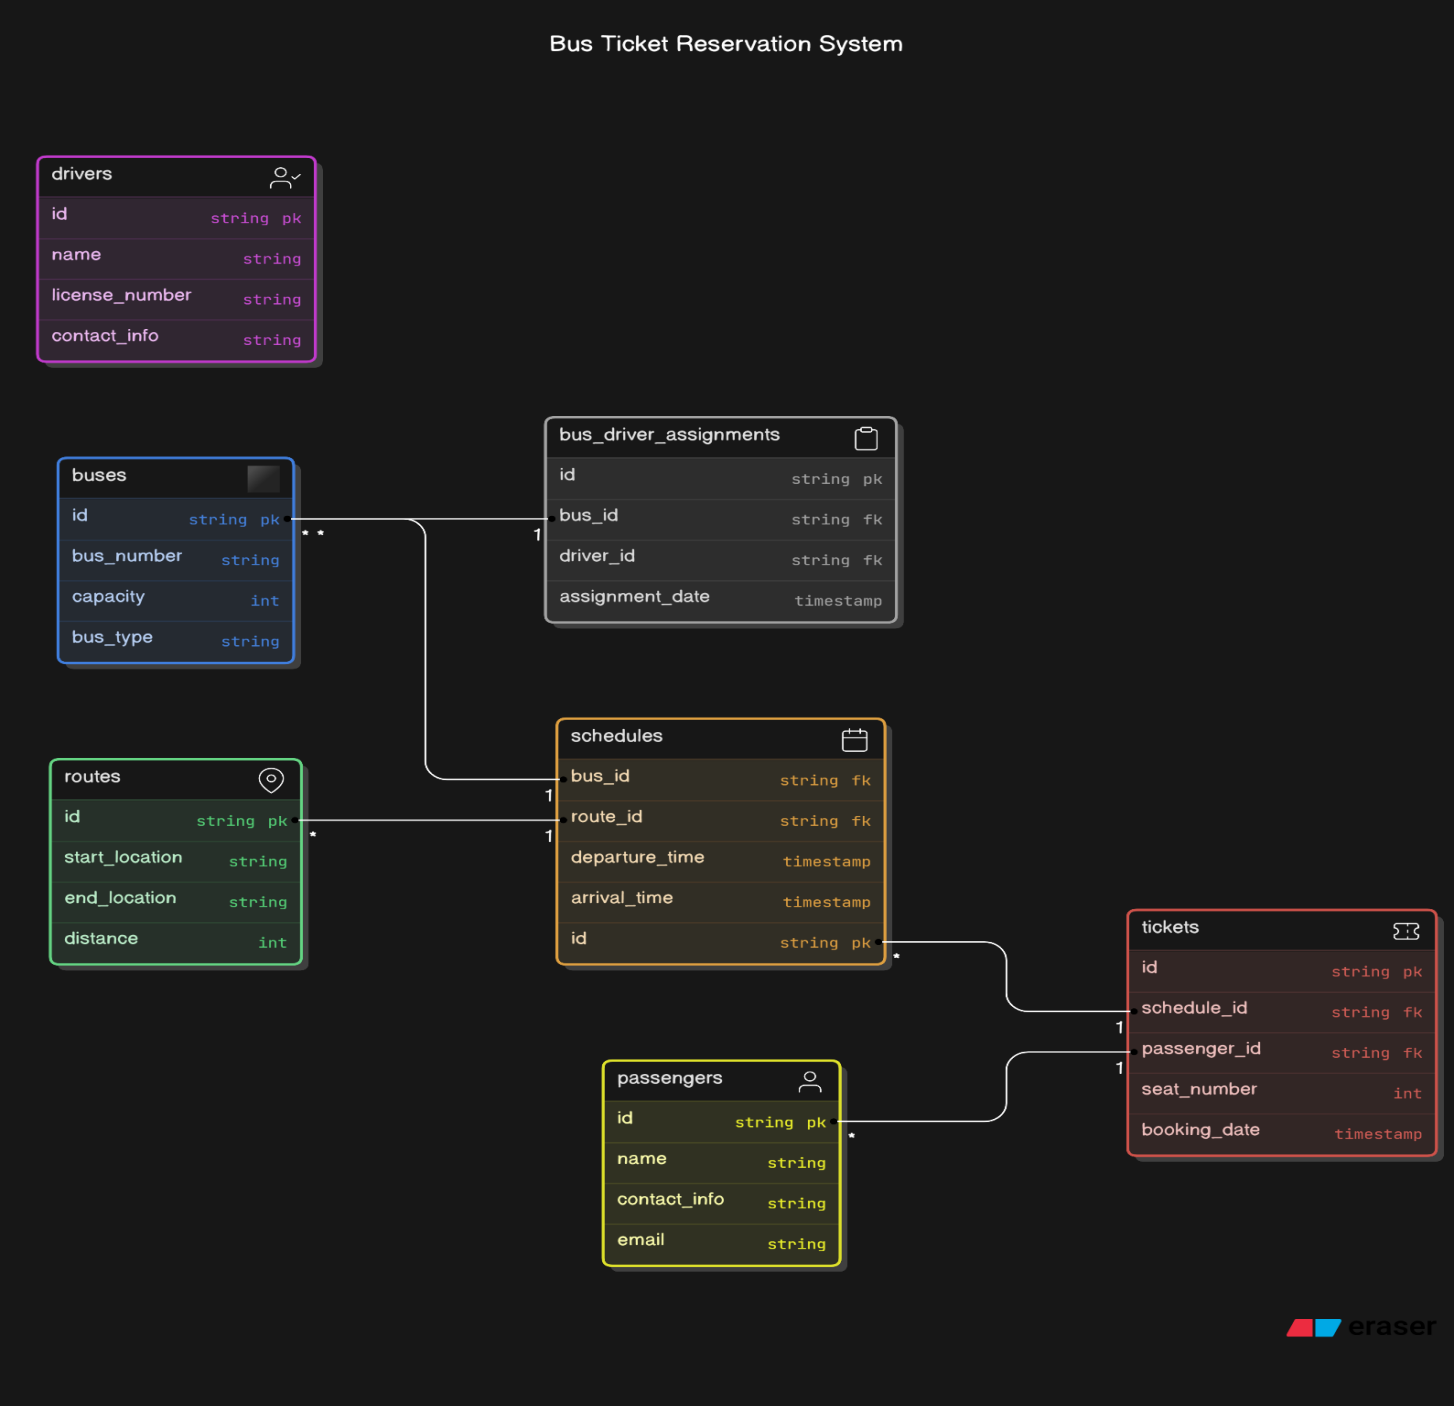 Bus Ticket Reservation System
drivers
id string pk
name string
license_number string
contact_info string
bus_driver_assignments
id string pk
bus_id string fk
driver_id string fk
assignment_date timestamp
buses
id string pk
bus_number string
capacity int
bus_type string
* *
1
schedules
bus_id string fk
route_id string fk
departure_time timestamp
arrival_time timestamp
id string pk
1
1
*
routes
id string pk
start_location string
end_location string
distance int
*
tickets
id string pk
schedule_id string fk
passenger_id string fk
seat_number int
booking_date timestamp
1
1
passengers
id string pk
name string
contact_info string
email string
*
eraser